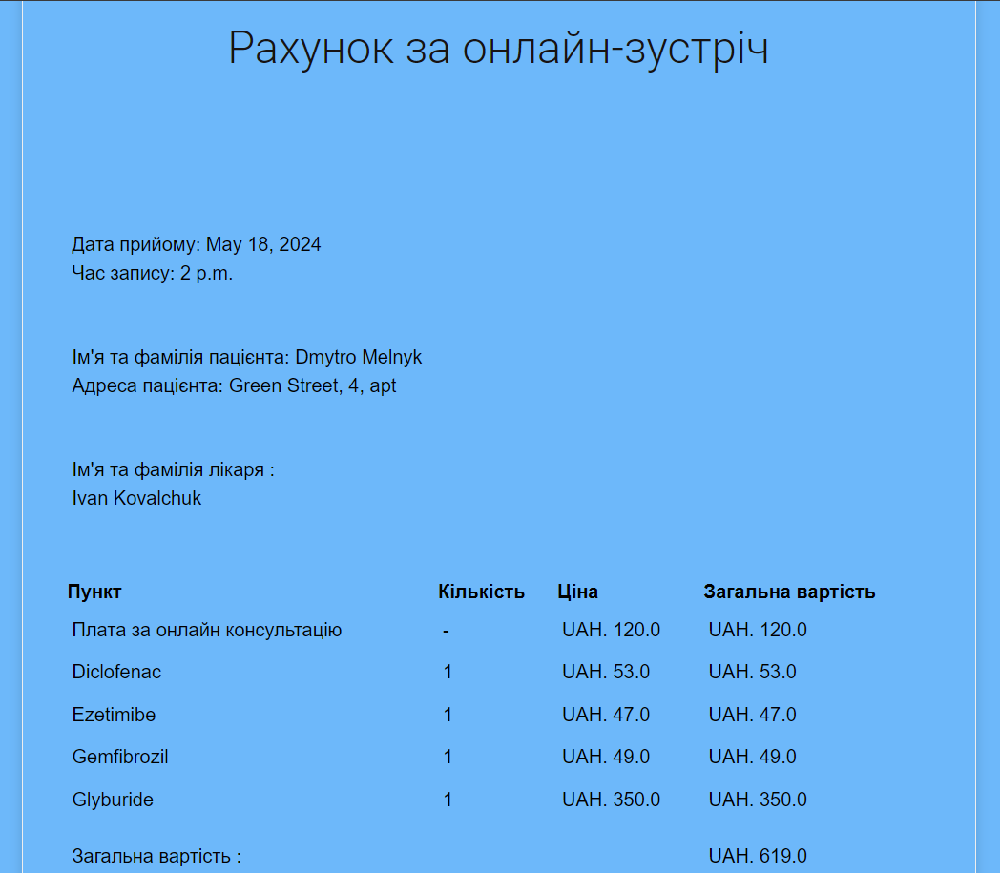 Рахунок за онлайн-зустріч
Дата прийому: May 18, 2024
Час запису: 2 p.m.
Ім'я та фамілія пацієнта: Dmytro Melnyk
Адреса пацієнта: Green Street, 4, apt
Ім'я та фамілія лікаря :
Ivan Kovalchuk
Пункт Кількість Ціна Загальна вартість
Плата за онлайн консультацію - UAH. 120.0 UAH. 120.0
Diclofenac 1 UAH. 53.0 UAH. 53.0
Ezetimibe 1 UAH. 47.0 UAH. 47.0
Gemfibrozil 1 UAH. 49.0 UAH. 49.0
Glyburide 1 UAH. 350.0 UAH. 350.0
Загальна вартість : UAH. 619.0